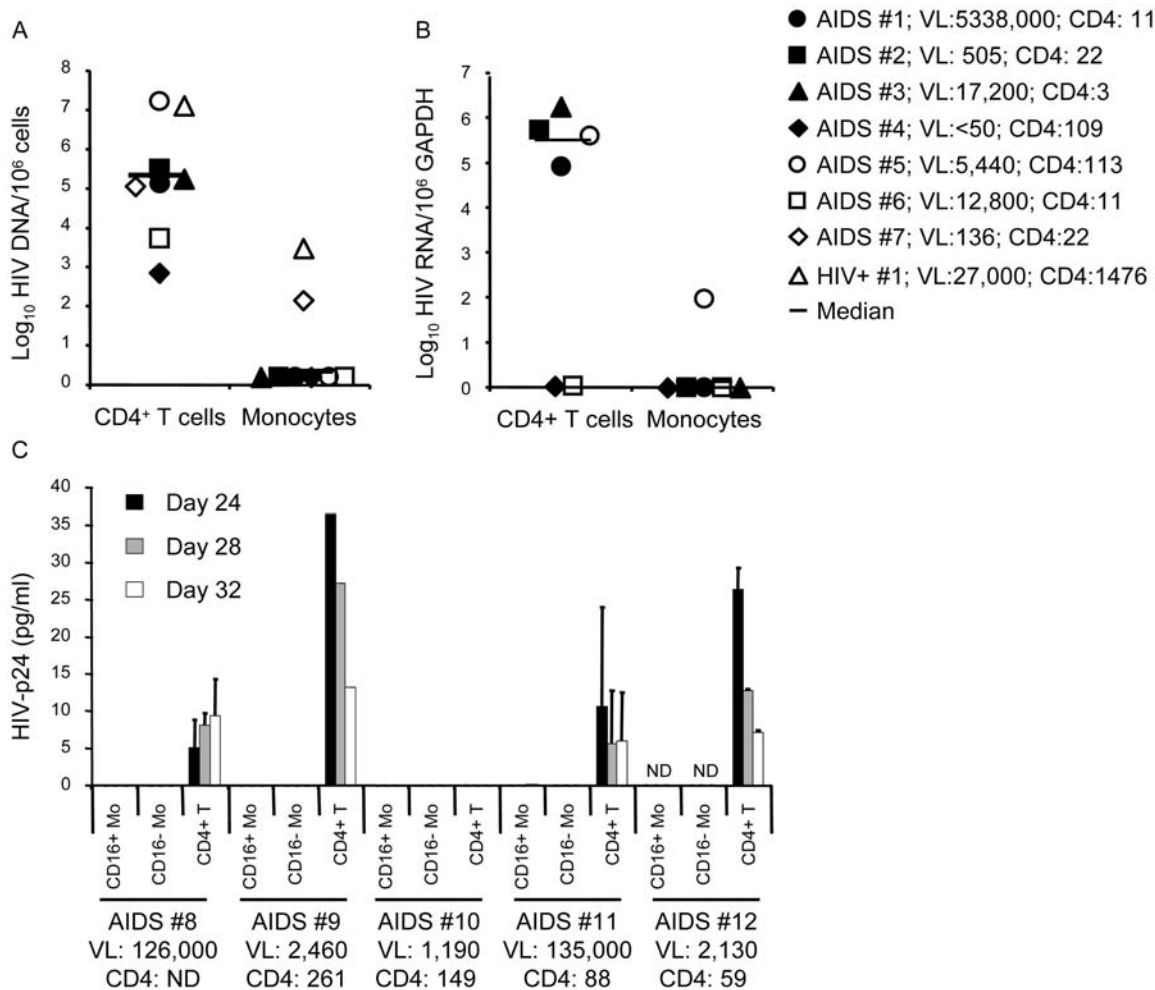 A
Log10 HIV DNA/10⁶ cells
8
7
6
5
4
3
2
1
0
CD4⁺ T cells
Monocytes
B
Log10 HIV RNA/10⁶ GAPDH
7
6
5
4
3
2
1
0
CD4+ T cells
Monocytes
AIDS #1; VL:5338,000; CD4: 11
AIDS #2; VL: 505; CD4: 22
AIDS #3; VL:17,200; CD4:3
AIDS #4; VL:<50; CD4:109
AIDS #5; VL:5,440; CD4:113
AIDS #6; VL:12,800; CD4:11
AIDS #7; VL:136; CD4:22
HIV+ #1; VL:27,000; CD4:1476
Median
C
HIV-p24 (pg/ml)
40
35
30
25
20
15
10
5
0
Day 24
Day 28
Day 32
ND
ND
CD16+ Mo
CD16- Mo
CD4+ T
CD16+ Mo
CD16- Mo
CD4+ T
CD16+ Mo
CD16- Mo
CD4+ T
CD16+ Mo
CD16- Mo
CD4+ T
CD16+ Mo
CD16- Mo
CD4+ T
AIDS #8
VL: 126,000
CD4: ND
AIDS #9
VL: 2,460
CD4: 261
AIDS #10
VL: 1,190
CD4: 149
AIDS #11
VL: 135,000
CD4: 88
AIDS #12
VL: 2,130
CD4: 59